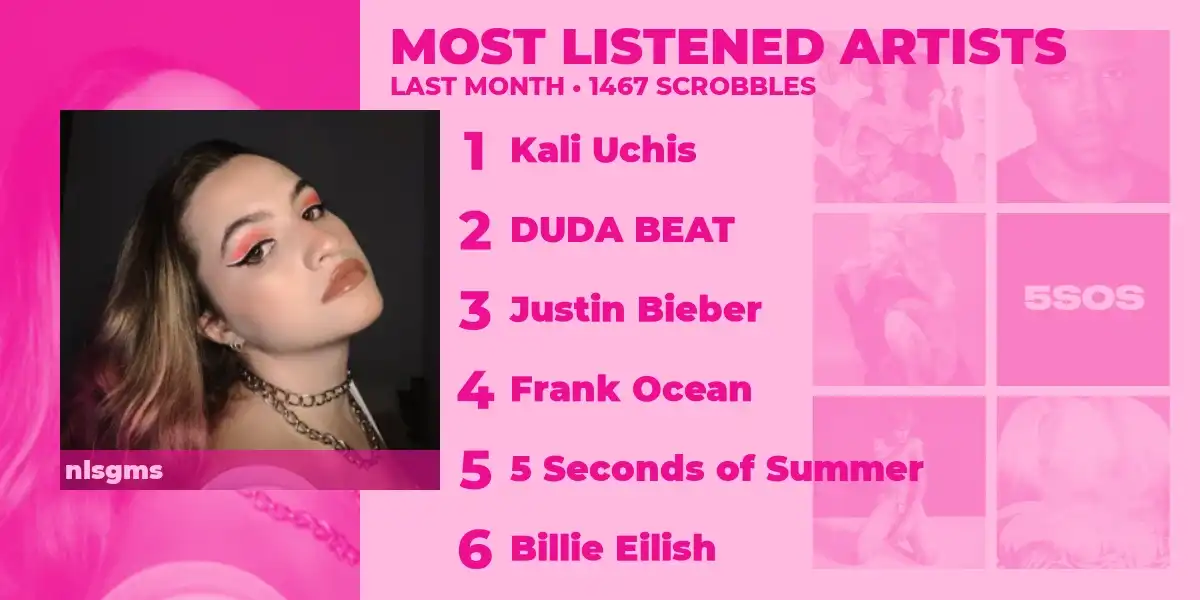 MOST LISTENED ARTISTS
LAST MONTH • 1467 SCROBBLES
1 Kali Uchis
2 DUDA BEAT
3 Justin Bieber
4 Frank Ocean
5 5 Seconds of Summer
6 Billie Eilish
nlsgms
5SOS